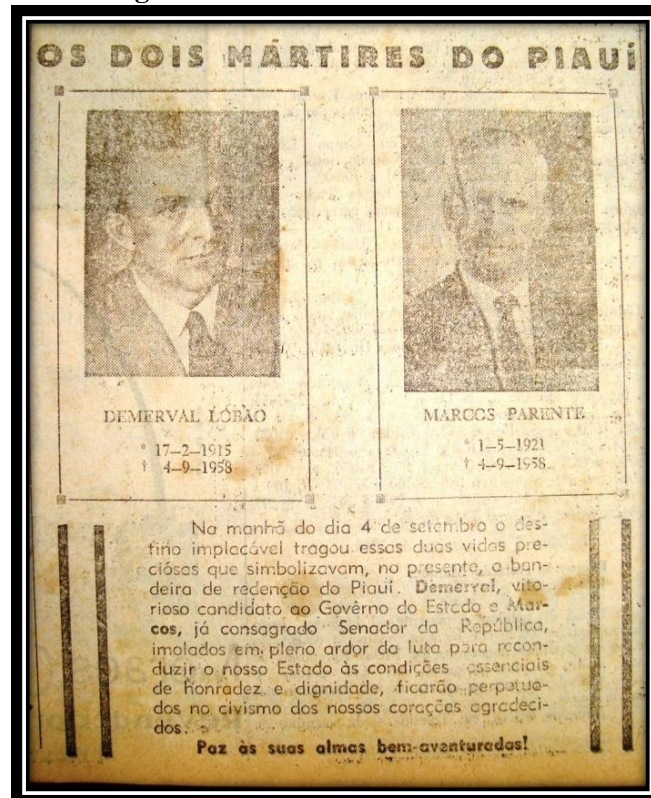 OS DOIS MÁRTIRES DO PIAUÍ
DEMERVAL LÔBÃO
* 17–2–1915
† 4–9–1958
MARCOS PARENTE
* 1–5–1921
† 4–9–1958
Na manhã do dia 4 de setembro o des-
tino implacável tragou essas duas vidas pre-
ciósas que simbolizavam, no presente, a ban-
deira de redenção do Piauí. Demerval, vito-
rioso candidato ao Govêrno do Estado e Mar-
cos, já consagrado Senador da República,
imolados em pleno ardor da luta para recon-
duzir o nosso Estado às condições essenciais
de honradez e dignidade, ficarão perpetua-
dos no civismo dos nossos corações agradeci-
dos.
Paz às suas almas bem-aventuradas!